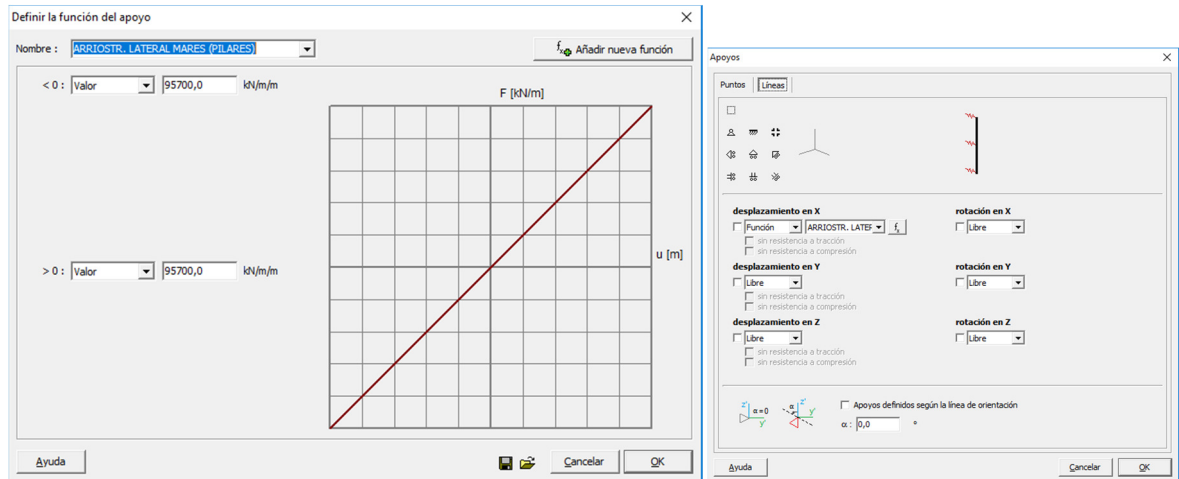 Definir la función del apoyo
Nombre : ARRIOSTR. LATERAL MARES (PILARES)
fx Añadir nueva función
< 0 : Valor 95700,0 kN/m/m
F [kN/m]
> 0 : Valor 95700,0 kN/m/m
u [m]
Ayuda Cancelar OK
Apoyos
Puntos Líneas
desplazamiento en X rotación en X
Función ARRIOSTR. LATER fx Libre
sin resistencia a tracción
sin resistencia a compresión
desplazamiento en Y rotación en Y
Libre Libre
sin resistencia a tracción
sin resistencia a compresión
desplazamiento en Z rotación en Z
Libre Libre
sin resistencia a tracción
sin resistencia a compresión
z' α=0 y' α z' y' Apoyos definidos según la línea de orientación
α : 0,0 °
Ayuda Cancelar OK